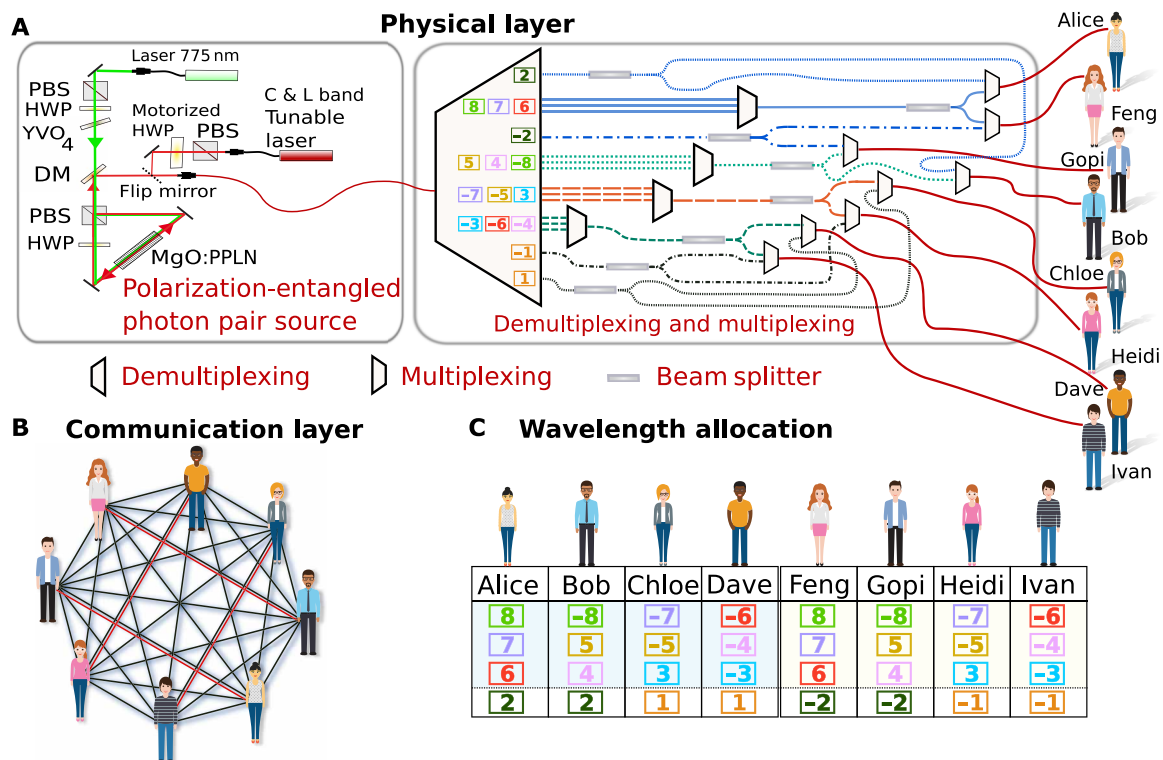 A
Physical layer
Laser 775 nm
PBS
HWP
YVO
4
DM
PBS
HWP
Motorized
HWP
PBS
C & L band
Tunable
laser
Flip mirror
MgO:PPLN
Polarization-entangled
photon pair source
2
8 7 6
-2
5 4 -8
-7 -5 3
-3 -6 -4
-1
1
Demultiplexing and multiplexing
Alice
Feng
Gopi
Bob
Chloe
Heidi
Dave
Ivan
Demultiplexing
Multiplexing
Beam splitter
B Communication layer
C Wavelength allocation
Alice Bob Chloe Dave Feng Gopi Heidi Ivan
8 -8 -7 -6 8 -8 -7 -6
7 5 -5 -4 7 5 -5 -4
6 4 3 -3 6 4 3 -3
2 2 1 1 -2 -2 -1 -1